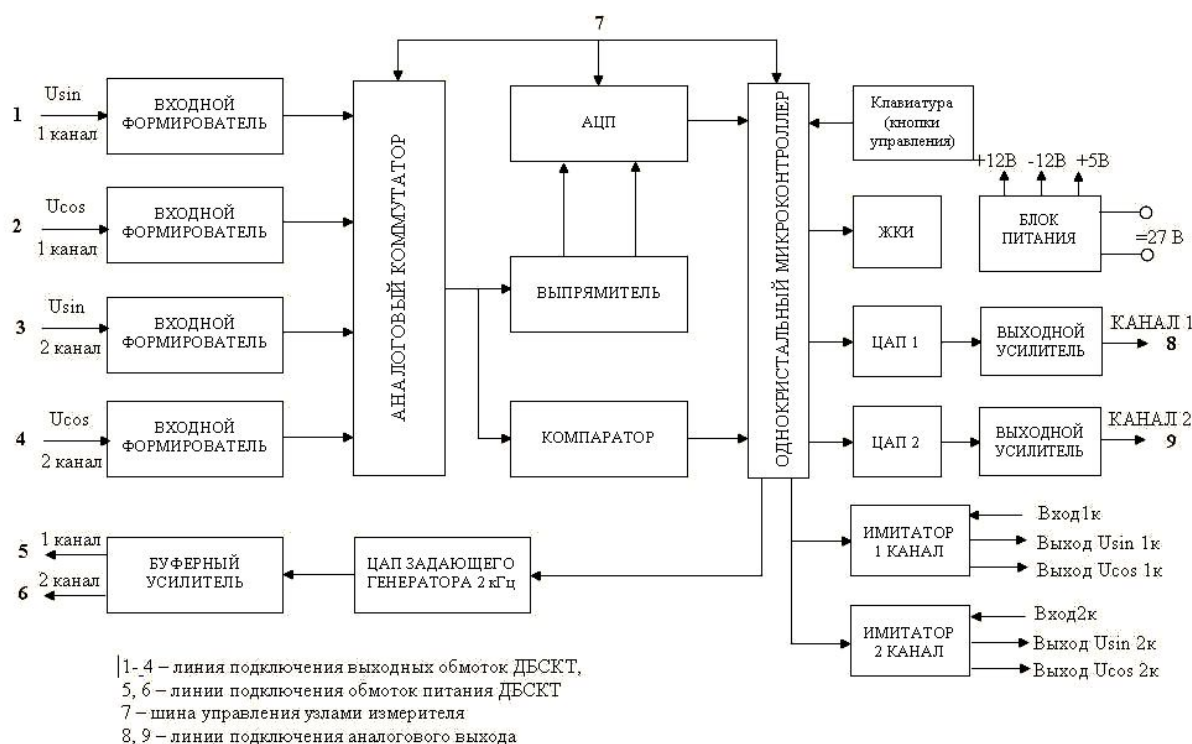 7
1
Usin
1 канал
ВХОДНОЙ
ФОРМИРОВАТЕЛЬ
2
Ucos
1 канал
ВХОДНОЙ
ФОРМИРОВАТЕЛЬ
3
Usin
2 канал
ВХОДНОЙ
ФОРМИРОВАТЕЛЬ
4
Ucos
2 канал
ВХОДНОЙ
ФОРМИРОВАТЕЛЬ
АНАЛОГОВЫЙ КОММУТАТОР
АЦП
ВЫПРЯМИТЕЛЬ
КОМПАРАТОР
ОДНОКРИСТАЛЬНЫЙ МИКРОКОНТРОЛЛЕР
Клавиатура
(кнопки
управления)
ЖКИ
+12В -12В +5В
БЛОК
ПИТАНИЯ
=27 В
ЦАП 1
ВЫХОДНОЙ
УСИЛИТЕЛЬ
КАНАЛ 1
8
ЦАП 2
ВЫХОДНОЙ
УСИЛИТЕЛЬ
КАНАЛ 2
9
5
1 канал
2 канал
6
БУФЕРНЫЙ
УСИЛИТЕЛЬ
ЦАП ЗАДАЮЩЕГО
ГЕНЕРАТОРА 2 кГц
ИМИТАТОР
1 КАНАЛ
Вход1к
Выход Usin 1к
Выход Ucos 1к
ИМИТАТОР
2 КАНАЛ
Вход2к
Выход Usin 2к
Выход Ucos 2к
1-4 – линия подключения выходных обмоток ДБСКТ,
5, 6 – линии подключения обмоток питания ДБСКТ
7 – шина управления узлами измерителя
8, 9 – линии подключения аналогового выхода